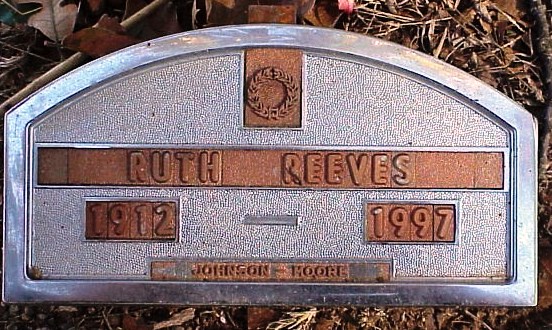 RUTH REEVES
1912 — 1997
JOHNSON - MOORE